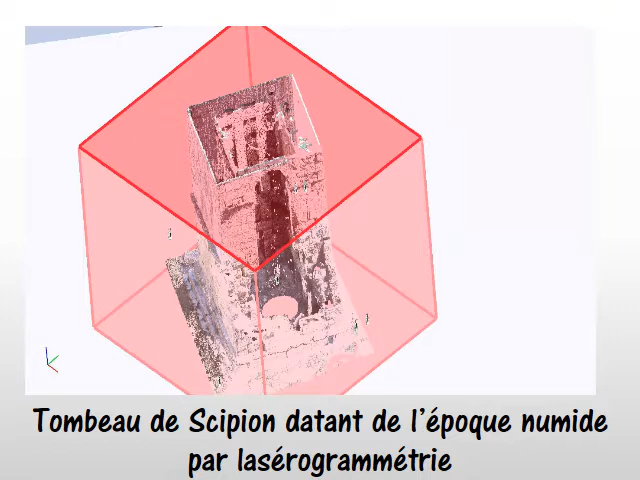 Tombeau de Scipion datant de l'époque numide
par lasérogrammétrie